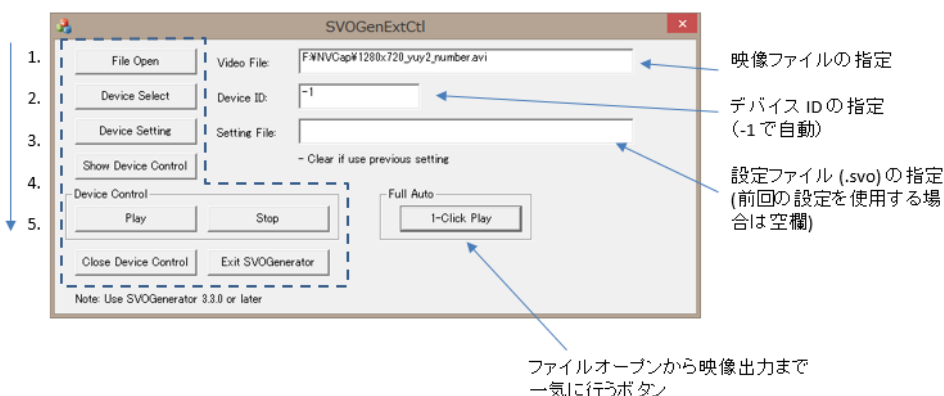 SVOGenExtCtl
1.
File Open
Video File:
F:¥NVCap¥1280x720_yuy2_number.avi
映像ファイルの指定
2.
Device Select
Device ID:
-1
デバイス IDの指定
(-1で自動)
3.
Device Setting
Setting File:
- Clear if use previous setting
設定ファイル (.svo) の指定
(前回の設定を使用する場
合は空欄)
4.
Show Device Control
Device Control
Full Auto
5.
Play
Stop
1-Click Play
Close Device Control
Exit SVOGenerator
Note: Use SVOGenerator 3.3.0 or later
ファイルオープンから映像出力まで
一気に行うボタン